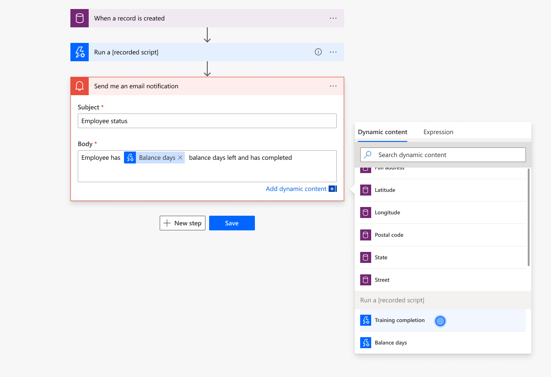 When a record is created
Run a [recorded script]
Send me an email notification
Subject *
Employee status
Body *
Employee has Balance days × balance days left and has completed
Add dynamic content
New step
Save
Dynamic content Expression
Search dynamic content
Full address
Latitude
Longitude
Postal code
State
Street
Run a [recorded script]
Training completion
Balance days